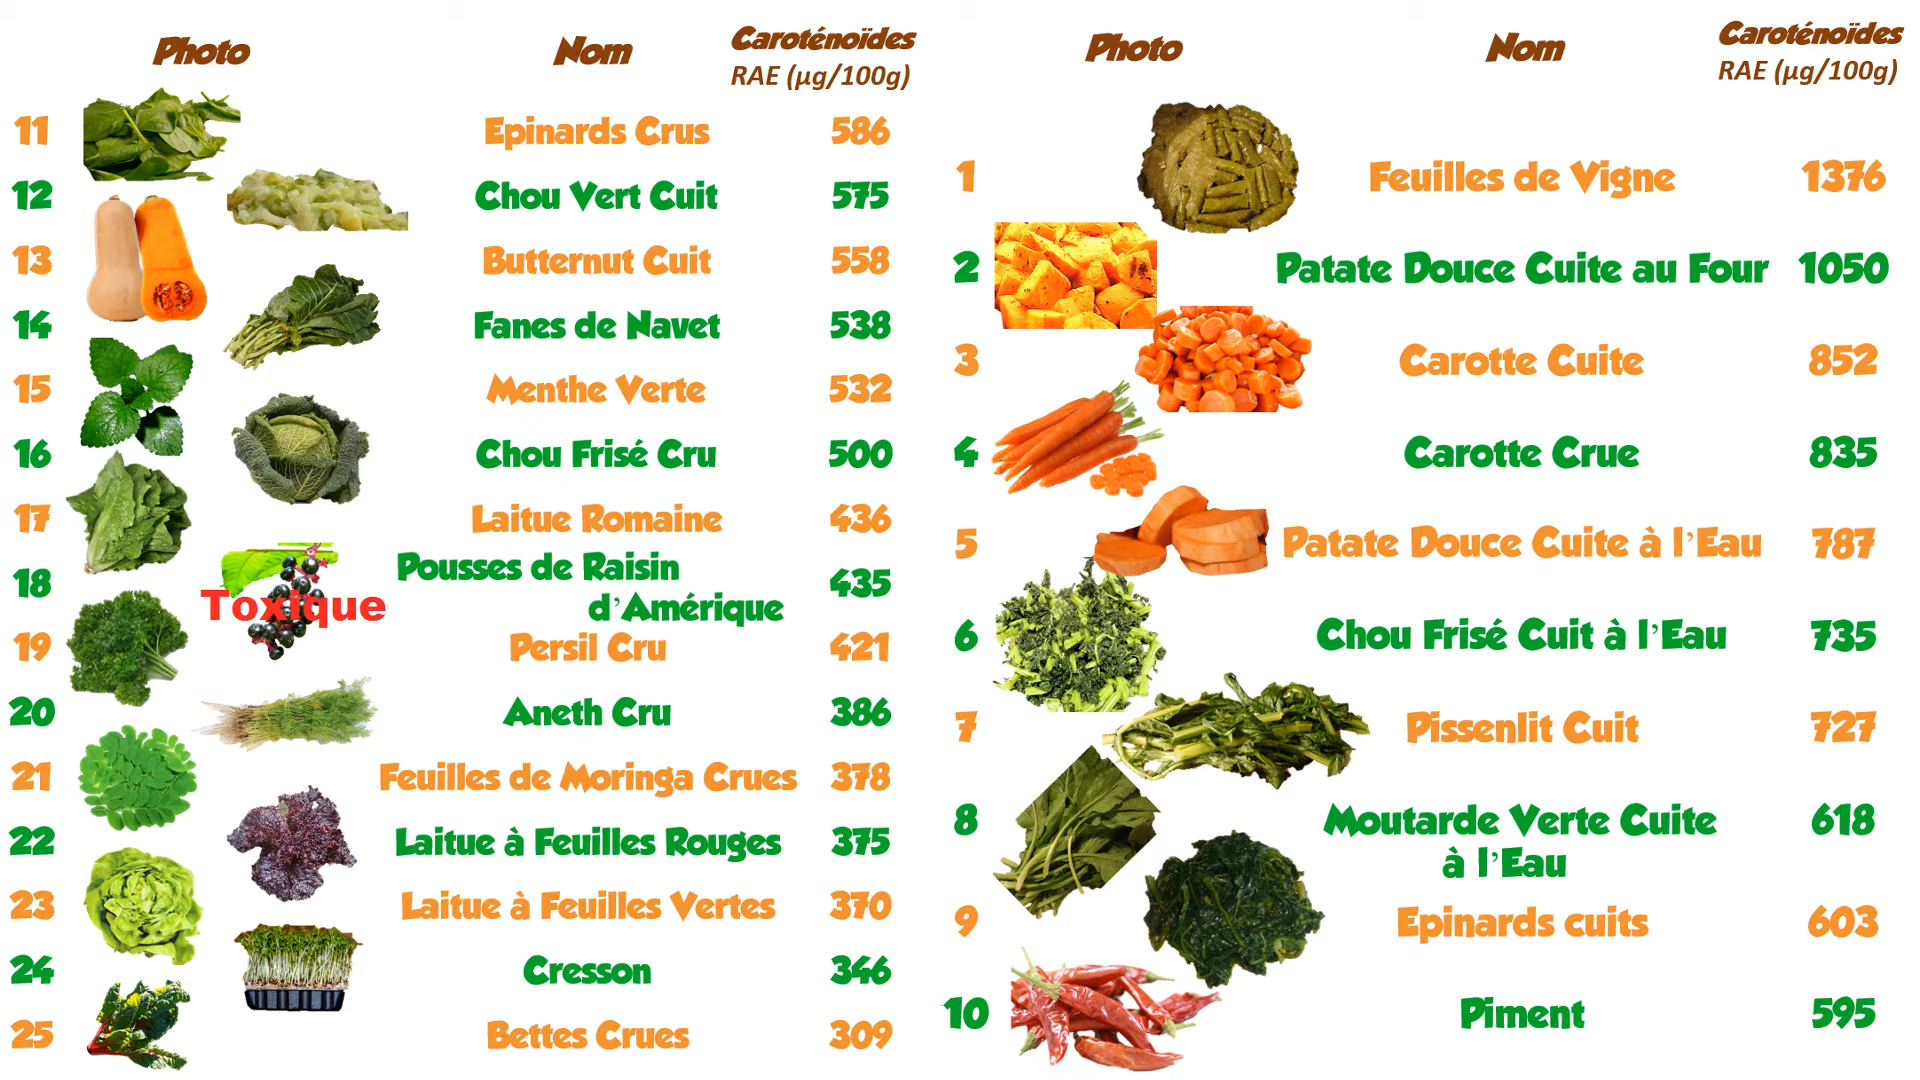 Photo Nom Caroténoïdes
RAE (µg/100g)
11 Epinards Crus 586
12 Chou Vert Cuit 575
13 Butternut Cuit 558
14 Fanes de Navet 538
15 Menthe Verte 532
16 Chou Frisé Cru 500
17 Laitue Romaine 436
18 Pousses de Raisin
d'Amérique 435
Toxique
19 Persil Cru 421
20 Aneth Cru 386
21 Feuilles de Moringa Crues 378
22 Laitue à Feuilles Rouges 375
23 Laitue à Feuilles Vertes 370
24 Cresson 346
25 Bettes Crues 309
Photo Nom Caroténoïdes
RAE (µg/100g)
1 Feuilles de Vigne 1376
2 Patate Douce Cuite au Four 1050
3 Carotte Cuite 852
4 Carotte Crue 835
5 Patate Douce Cuite à l'Eau 787
6 Chou Frisé Cuit à l'Eau 735
7 Pissenlit Cuit 727
8 Moutarde Verte Cuite 618
à l'Eau
9 Epinards cuits 603
10 Piment 595